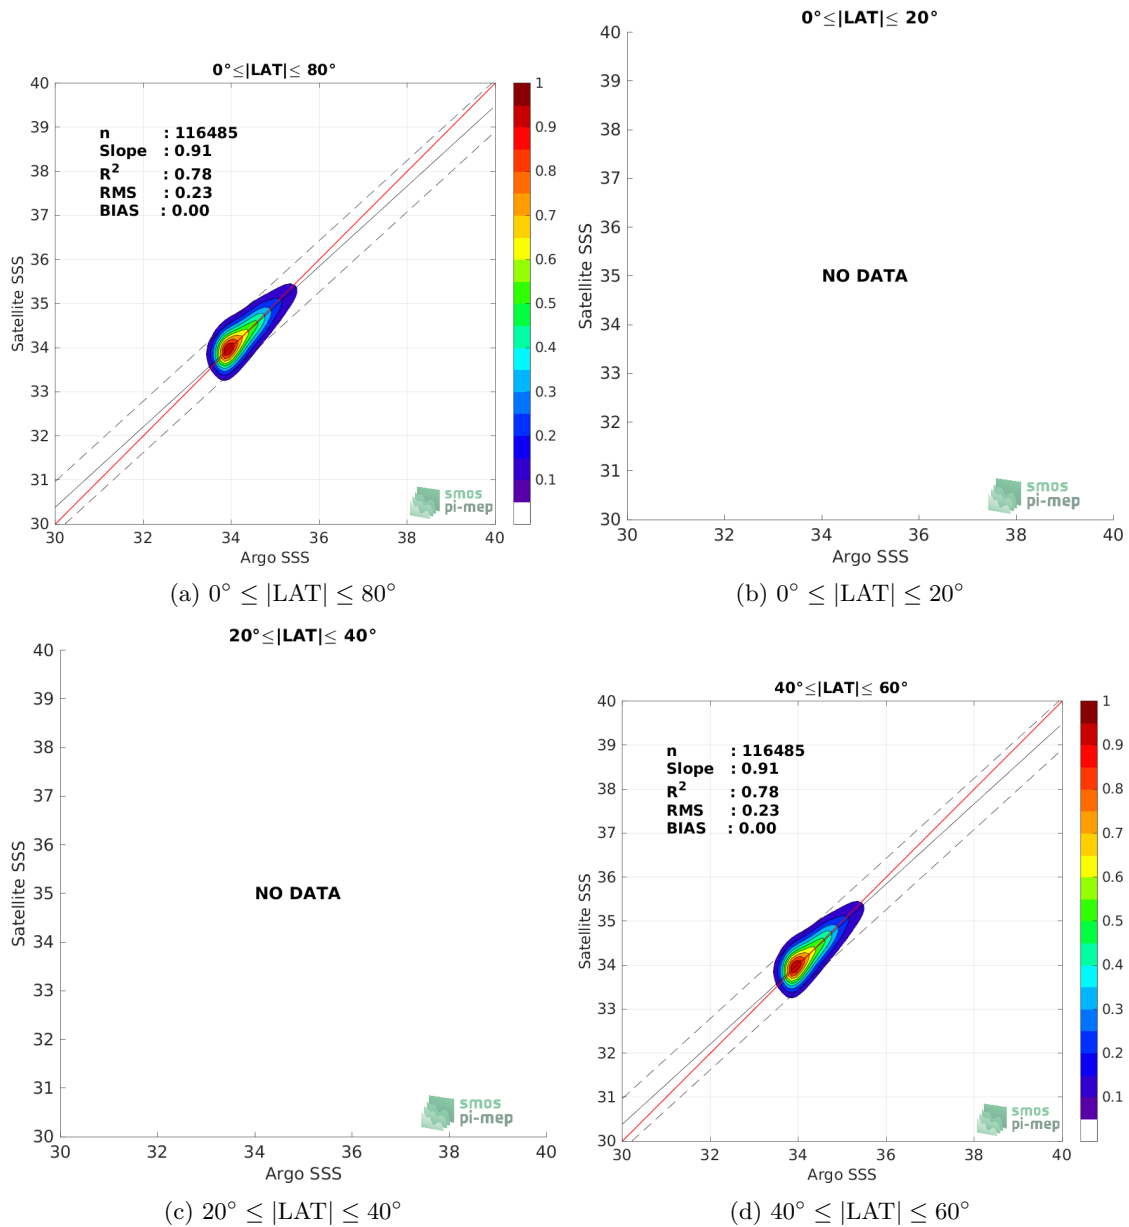 0°≤|LAT|≤ 80°
40
39
38
37
36
35
34
33
32
31
30
Satellite SSS
n : 116485
Slope : 0.91
R² : 0.78
RMS : 0.23
BIAS : 0.00
smos
pi-mep
30 32 34 36 38 40
Argo SSS
1
0.9
0.8
0.7
0.6
0.5
0.4
0.3
0.2
0.1
(a) 0° ≤ |LAT| ≤ 80°
0°≤|LAT|≤ 20°
40
39
38
37
36
35
34
33
32
31
30
Satellite SSS
NO DATA
smos
pi-mep
30 32 34 36 38 40
Argo SSS
(b) 0° ≤ |LAT| ≤ 20°
20°≤|LAT|≤ 40°
40
39
38
37
36
35
34
33
32
31
30
Satellite SSS
NO DATA
smos
pi-mep
30 32 34 36 38 40
Argo SSS
(c) 20° ≤ |LAT| ≤ 40°
40°≤|LAT|≤ 60°
40
39
38
37
36
35
34
33
32
31
30
Satellite SSS
n : 116485
Slope : 0.91
R² : 0.78
RMS : 0.23
BIAS : 0.00
smos
pi-mep
30 32 34 36 38 40
Argo SSS
1
0.9
0.8
0.7
0.6
0.5
0.4
0.3
0.2
0.1
(d) 40° ≤ |LAT| ≤ 60°